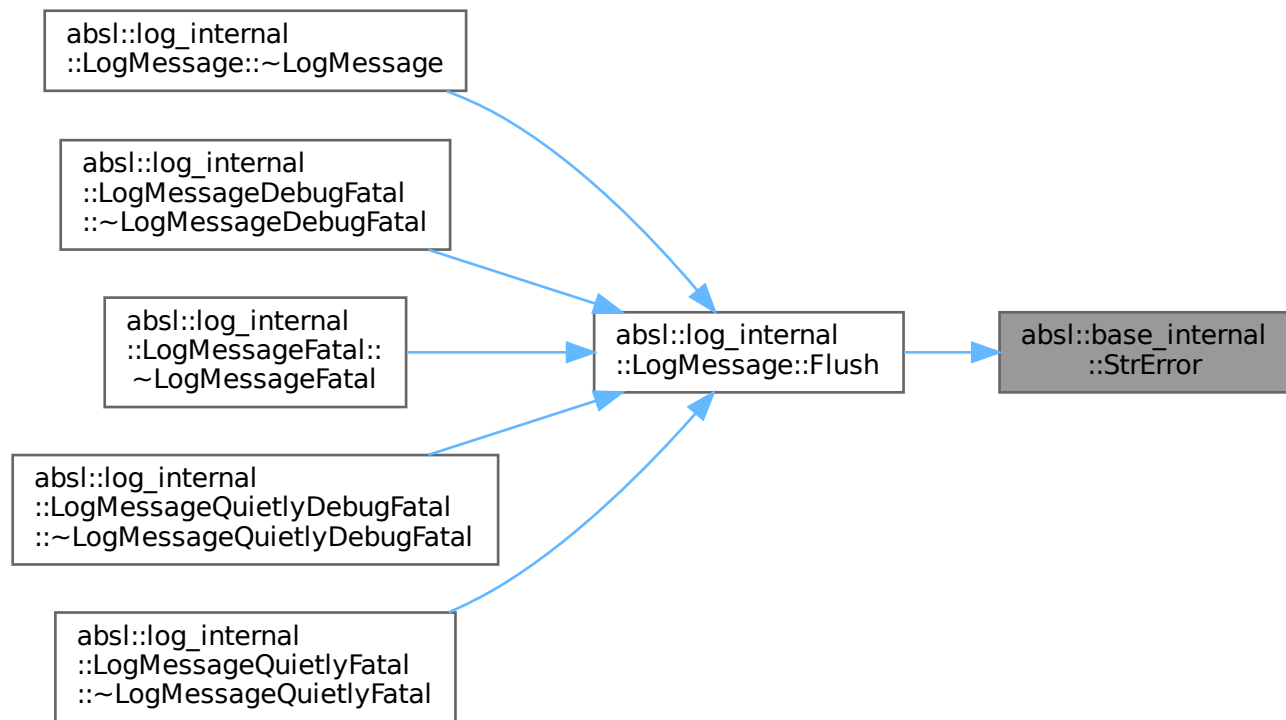 absl::log_internal
::LogMessage::~LogMessage
absl::log_internal
::LogMessageDebugFatal
::~LogMessageDebugFatal
absl::log_internal
::LogMessageFatal::
~LogMessageFatal
absl::log_internal
::LogMessageQuietlyDebugFatal
::~LogMessageQuietlyDebugFatal
absl::log_internal
::LogMessageQuietlyFatal
::~LogMessageQuietlyFatal
absl::log_internal
::LogMessage::Flush
absl::base_internal
::StrError